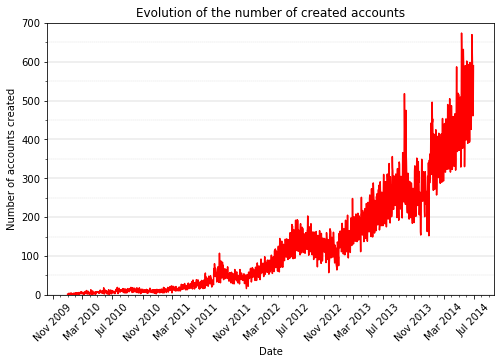 Evolution of the number of created accounts
Number of accounts created
700
600
500
400
300
200
100
0
Nov 2009
Mar 2010
Jul 2010
Nov 2010
Mar 2011
Jul 2011
Nov 2011
Mar 2012
Jul 2012
Nov 2012
Mar 2013
Jul 2013
Nov 2013
Mar 2014
Jul 2014
Date